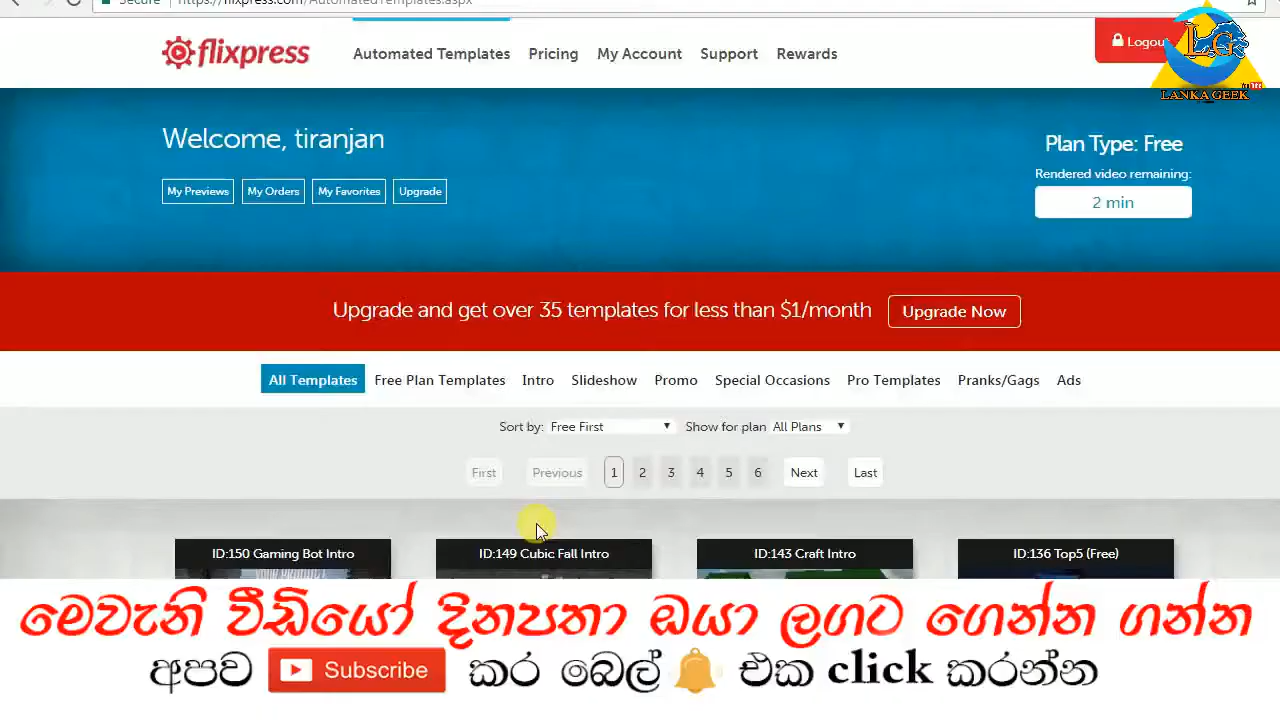 Secure https://flixpress.com/AutomatedTemplates.aspx
flixpress Automated Templates Pricing My Account Support Rewards
LG
LANKA GEEK
Welcome, tiranjan
Plan Type: Free
Rendered video remaining:
My Previews My Orders My Favorites Upgrade
2 min
Upgrade and get over 35 templates for less than $1/month Upgrade Now
All Templates Free Plan Templates Intro Slideshow Promo Special Occasions Pro Templates Pranks/Gags Ads
Sort by: Free First Show for plan All Plans
First Previous 1 2 3 4 5 6 Next Last
ID:150 Gaming Bot Intro ID:149 Cubic Fall Intro ID:143 Craft Intro ID:136 Top5 (Free)
මෙවැනි වීඩියෝ දිනපතා ඔයා ලගට ගෙන්න ගන්න
අපව Subscribe කර බෙල් එක click කරන්න